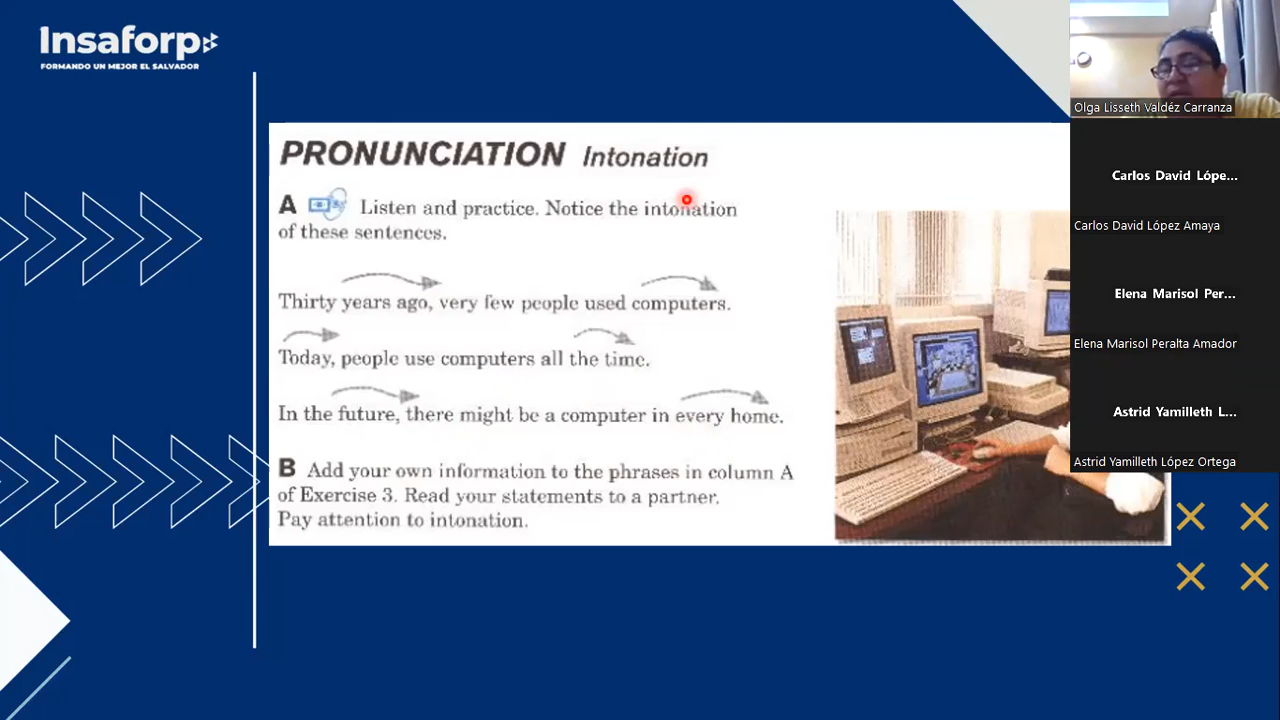 Insaforp
FORMANDO UN MEJOR EL SALVADOR
PRONUNCIATION Intonation
A Listen and practice. Notice the intonation
of these sentences.
Thirty years ago, very few people used computers.
Today, people use computers all the time.
In the future, there might be a computer in every home.
B Add your own information to the phrases in column A
of Exercise 3. Read your statements to a partner.
Pay attention to intonation.
Olga Lisseth Valdéz Carranza
Carlos David Lópe...
Carlos David López Amaya
Elena Marisol Per...
Elena Marisol Peralta Amador
Astrid Yamilleth L...
Astrid Yamilleth López Ortega